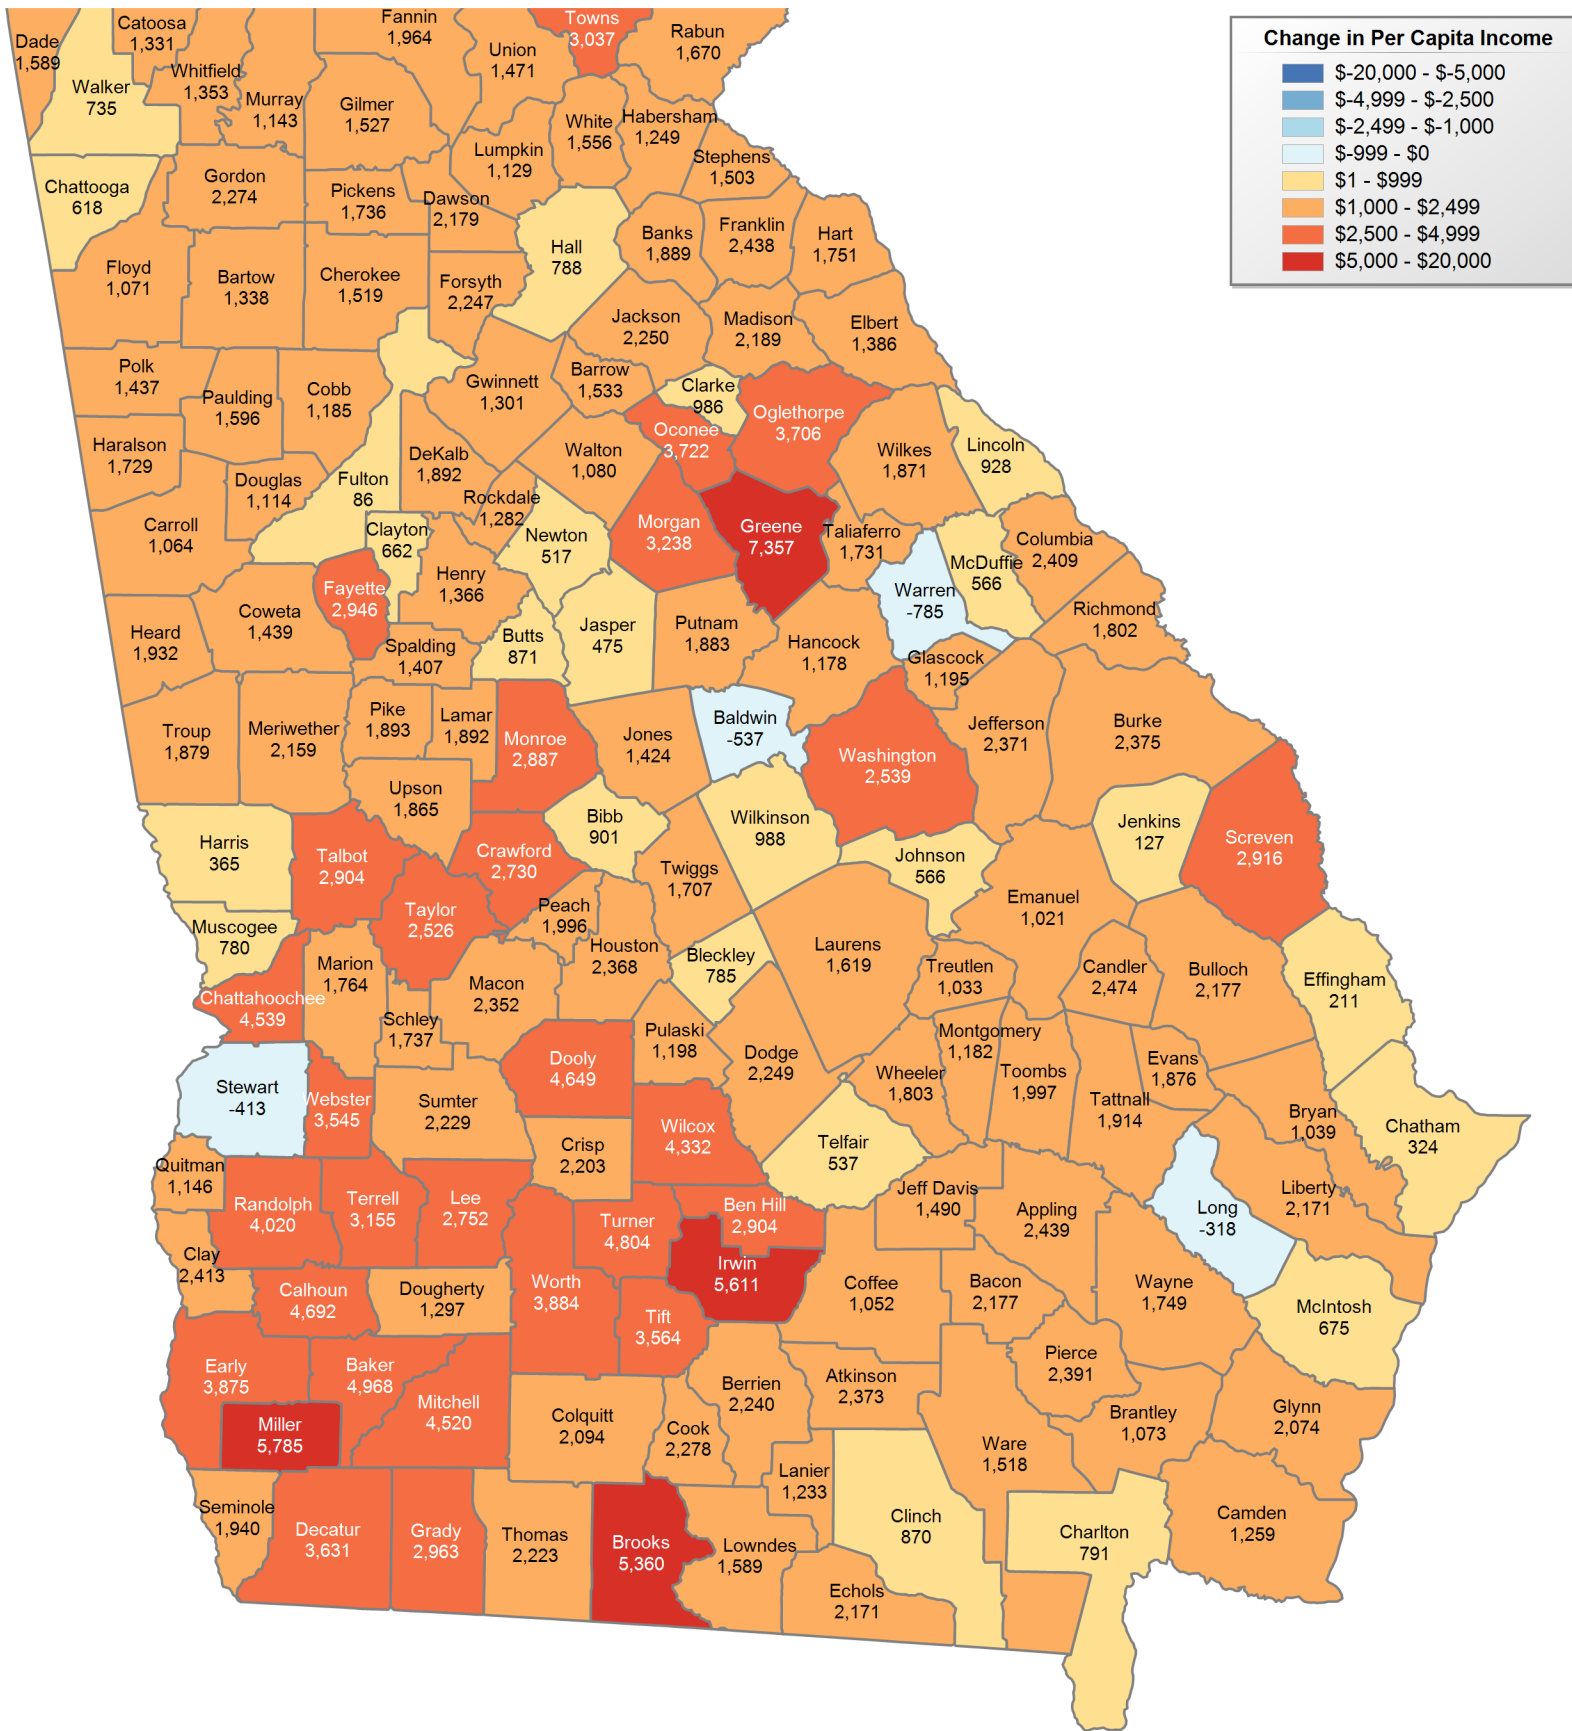 Change in Per Capita Income
$-20,000 - $-5,000
$-4,999 - $-2,500
$-2,499 - $-1,000
$-999 - $0
$1 - $999
$1,000 - $2,499
$2,500 - $4,999
$5,000 - $20,000
Dade
1,589
Catoosa
1,331
Fannin
1,964
Towns
3,037
Rabun
1,670
Union
1,471
Walker
735
Whitfield
1,353
Murray
1,143
Gilmer
1,527
White
1,556
Habersham
1,249
Lumpkin
1,129
Stephens
1,503
Chattooga
618
Gordon
2,274
Pickens
1,736
Dawson
2,179
Hall
788
Banks
1,889
Franklin
2,438
Hart
1,751
Floyd
1,071
Bartow
1,338
Cherokee
1,519
Forsyth
2,247
Jackson
2,250
Madison
2,189
Elbert
1,386
Polk
1,437
Paulding
1,596
Cobb
1,185
Gwinnett
1,301
Barrow
1,533
Clarke
986
Oglethorpe
3,706
Oconee
3,722
Haralson
1,729
Douglas
1,114
Fulton
86
DeKalb
1,892
Rockdale
1,282
Walton
1,080
Wilkes
1,871
Lincoln
928
Carroll
1,064
Clayton
662
Newton
517
Morgan
3,238
Greene
7,357
Taliaferro
1,731
McDuffie
566
Columbia
2,409
Fayette
2,946
Henry
1,366
Warren
-785
Richmond
1,802
Heard
1,932
Coweta
1,439
Spalding
1,407
Butts
871
Jasper
475
Putnam
1,883
Hancock
1,178
Glascock
1,195
Troup
1,879
Meriwether
2,159
Pike
1,893
Lamar
1,892
Monroe
2,887
Jones
1,424
Baldwin
-537
Washington
2,539
Jefferson
2,371
Burke
2,375
Upson
1,865
Bibb
901
Wilkinson
988
Jenkins
127
Screven
2,916
Harris
365
Talbot
2,904
Crawford
2,730
Twiggs
1,707
Johnson
566
Emanuel
1,021
Taylor
2,526
Peach
1,996
Muscogee
780
Houston
2,368
Bleckley
785
Laurens
1,619
Treutlen
1,033
Candler
2,474
Bulloch
2,177
Effingham
211
Marion
1,764
Macon
2,352
Chattahoochee
4,539
Schley
1,737
Pulaski
1,198
Dodge
2,249
Montgomery
1,182
Dooly
4,649
Wheeler
1,803
Toombs
1,997
Evans
1,876
Stewart
-413
Webster
3,545
Sumter
2,229
Tattnall
1,914
Bryan
1,039
Chatham
324
Crisp
2,203
Wilcox
4,332
Telfair
537
Quitman
1,146
Randolph
4,020
Terrell
3,155
Lee
2,752
Turner
4,804
Ben Hill
2,904
Jeff Davis
1,490
Appling
2,439
Long
-318
Liberty
2,171
Clay
2,413
Calhoun
4,692
Dougherty
1,297
Worth
3,884
Irwin
5,611
Coffee
1,052
Bacon
2,177
Wayne
1,749
McIntosh
675
Tift
3,564
Early
3,875
Baker
4,968
Mitchell
4,520
Berrien
2,240
Atkinson
2,373
Pierce
2,391
Miller
5,785
Colquitt
2,094
Cook
2,278
Ware
1,518
Brantley
1,073
Glynn
2,074
Lanier
1,233
Seminole
1,940
Decatur
3,631
Grady
2,963
Thomas
2,223
Brooks
5,360
Lowndes
1,589
Clinch
870
Charlton
791
Camden
1,259
Echols
2,171